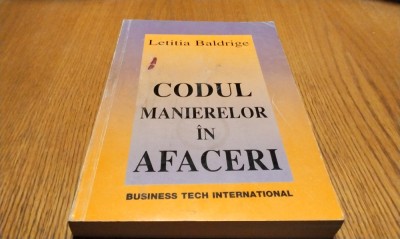 Letitia Baldrige
CODUL
MANIERELOR
ÎN
AFACERI
BUSINESS TECH INTERNATIONAL